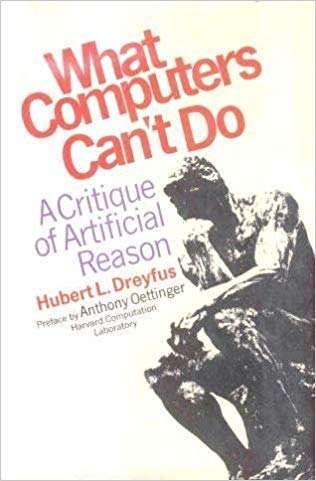 What
Computers
Can't Do
A Critique
of Artificial
Reason
Hubert L. Dreyfus
Preface by Anthony Oettinger
Harvard Computation
Laboratory